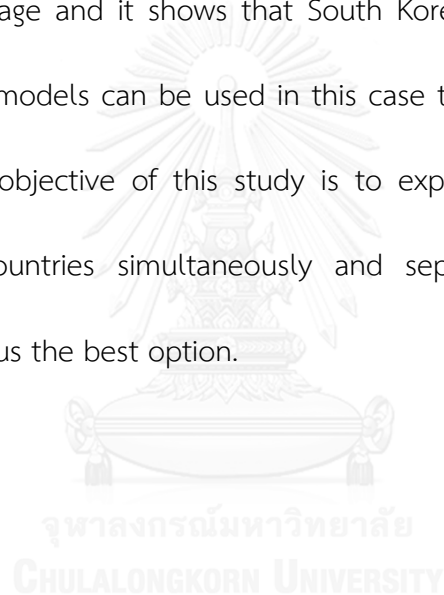 age and it shows that South Kore
models can be used in this case t
objective of this study is to exp
ountries simultaneously and sep
us the best option.
จุฬาลงกรณ์มหาวิทยาลัย
CHULALONGKORN UNIVERSITY